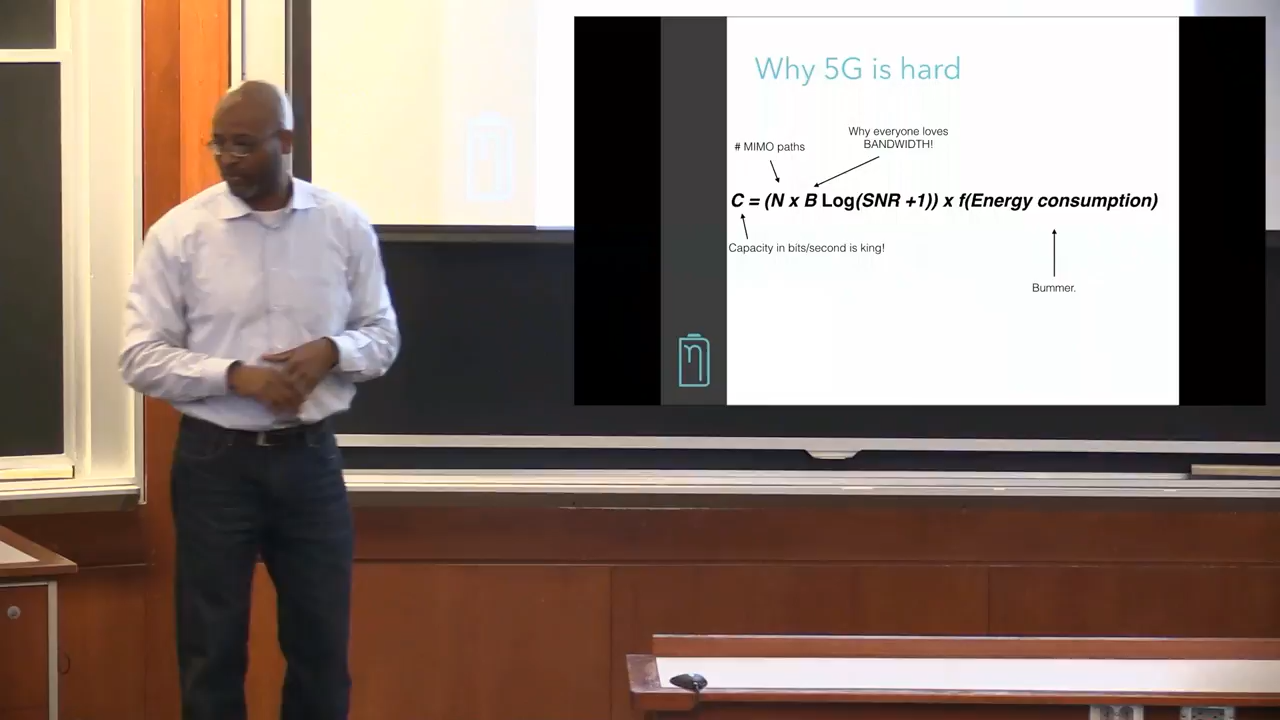 Why 5G is hard
Why everyone loves
BANDWIDTH!
# MIMO paths
C = (N x B Log(SNR +1)) x f(Energy consumption)
Capacity in bits/second is king!
Bummer.
η